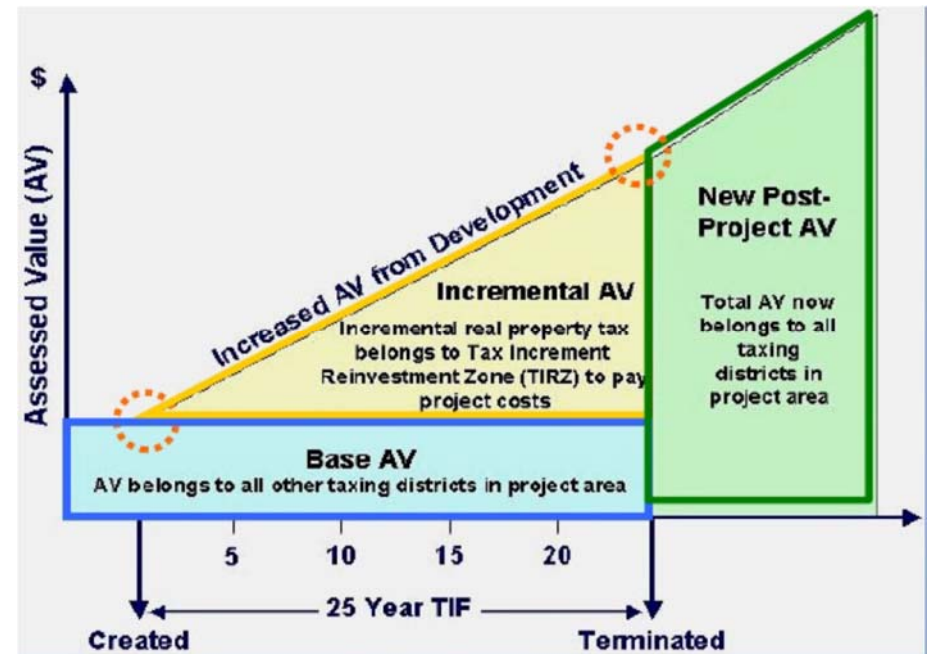 $
Assessed Value (AV)
Increased AV from Development
Incremental AV
Incremental real property tax
belongs to Tax Increment
Reinvestment Zone (TIRZ) to pay
project costs
New Post-
Project AV
Total AV now
belongs to all
taxing
districts in
project area
Base AV
AV belongs to all other taxing districts in project area
5 10 15 20
25 Year TIF
Created Terminated